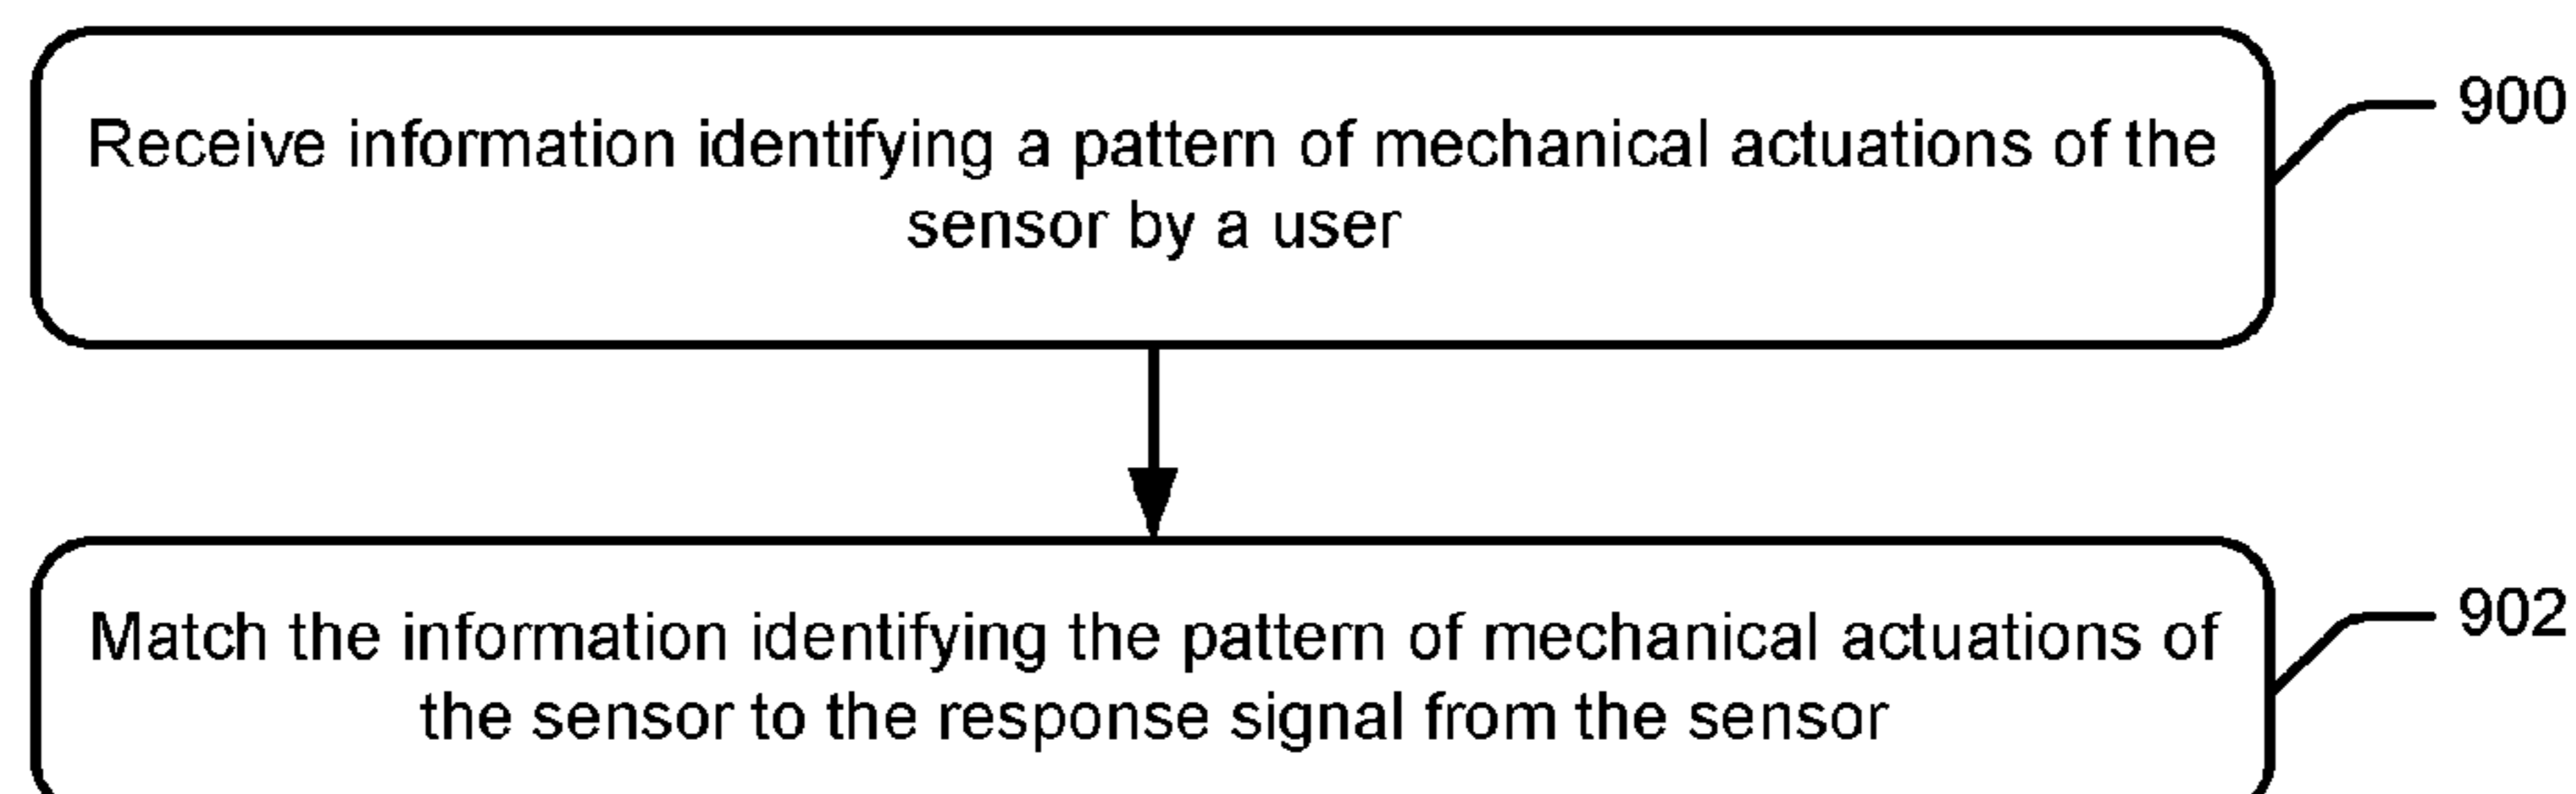 Receive information identifying a pattern of mechanical actuations of the
sensor by a user
900
Match the information identifying the pattern of mechanical actuations of
the sensor to the response signal from the sensor
902